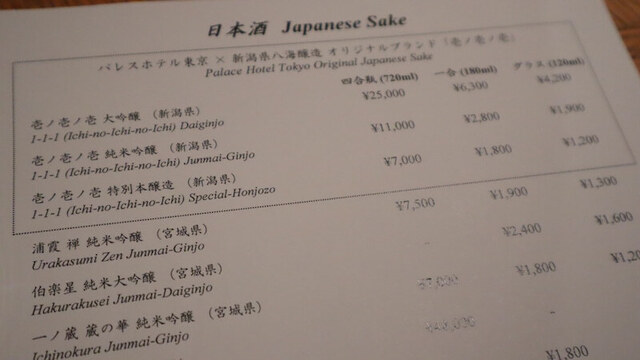 日本酒 Japanese Sake
パレスホテル東京 × 新潟県八海醸造 オリジナルブランド「壱ノ壱ノ壱」
Palace Hotel Tokyo Original Japanese Sake
四合瓶 (720ml) 一合 (180ml) グラス (120ml)
壱ノ壱ノ壱 大吟醸 (新潟県) ¥25,000 ¥6,300 ¥4,200
1-1-1 (Ichi-no-Ichi-no-Ichi) Daiginjo
壱ノ壱ノ壱 純米吟醸 (新潟県) ¥11,000 ¥2,800 ¥1,900
1-1-1 (Ichi-no-Ichi-no-Ichi) Junmai-Ginjo
壱ノ壱ノ壱 特別本醸造 (新潟県) ¥7,000 ¥1,800 ¥1,200
1-1-1 (Ichi-no-Ichi-no-Ichi) Special-Honjozo
浦霞 禅 純米吟醸 (宮城県) ¥7,500 ¥1,900 ¥1,300
Urakasumi Zen Junmai-Ginjo
伯楽星 純米大吟醸 (宮城県) - ¥2,400 ¥1,600
Hakurakusei Junmai-Daiginjo
一ノ蔵 蔵の華 純米吟醸 (宮城県) ¥7,000 ¥1,800
Ichinokura Junmai-Ginjo
¥1,800